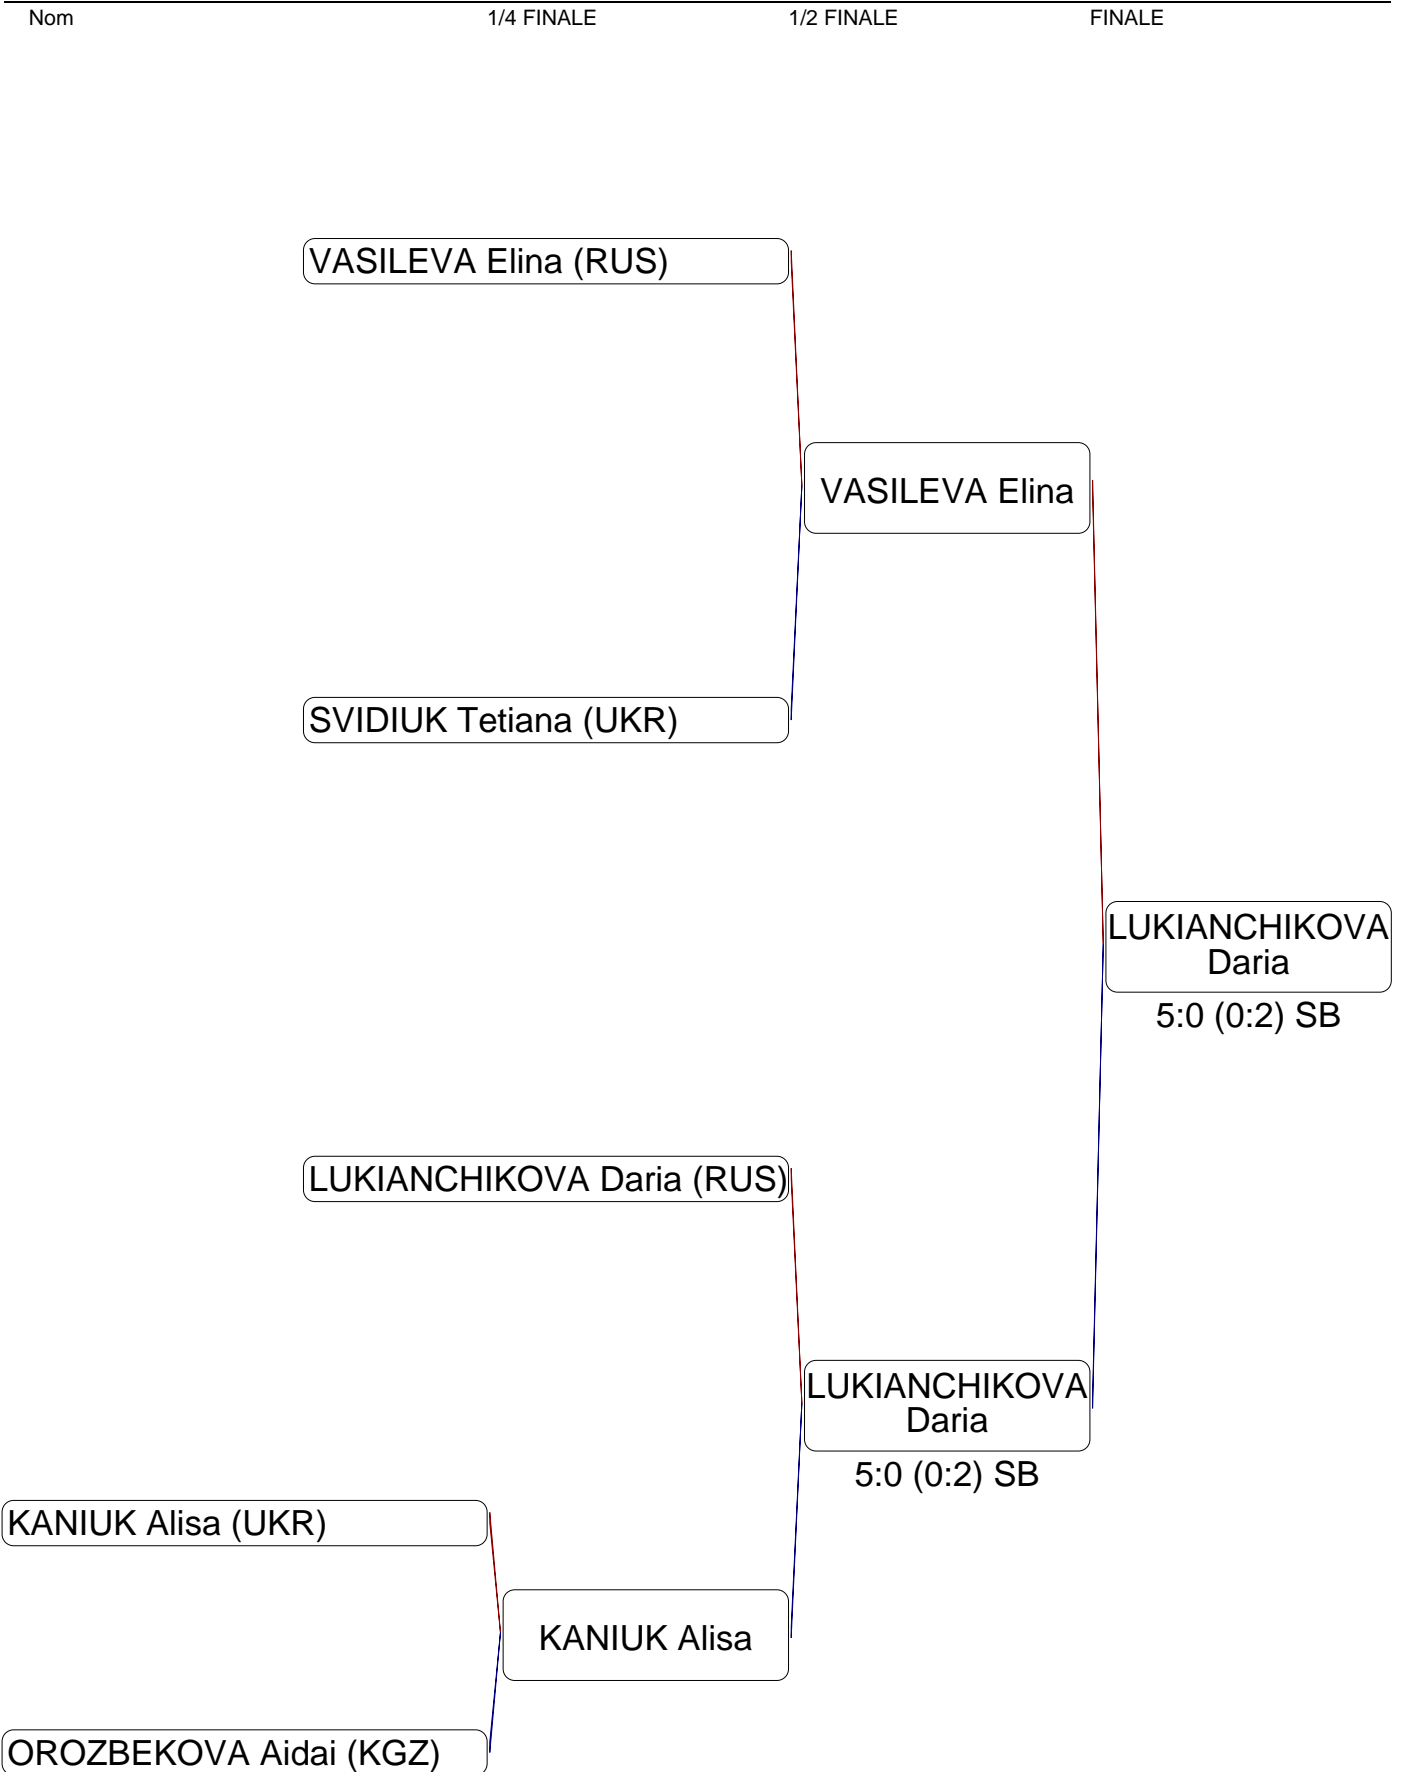 Nom 1/4 FINALE 1/2 FINALE FINALE
VASILEVA Elina (RUS)
VASILEVA Elina
SVIDIUK Tetiana (UKR)
LUKIANCHIKOVA
Daria
5:0 (0:2) SB
LUKIANCHIKOVA Daria (RUS)
LUKIANCHIKOVA
Daria
5:0 (0:2) SB
KANIUK Alisa (UKR)
KANIUK Alisa
OROZBEKOVA Aidai (KGZ)